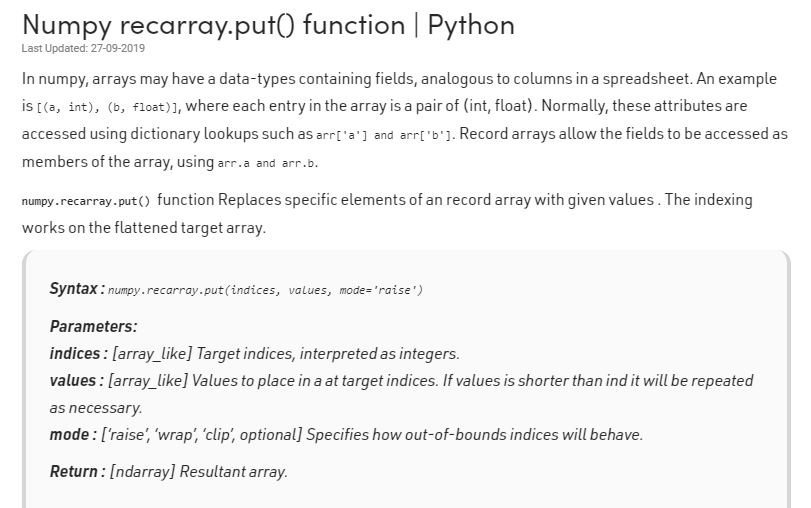 Numpy recarray.put() function | Python
Last Updated: 27-09-2019
In numpy, arrays may have a data-types containing fields, analogous to columns in a spreadsheet. An example
is [(a, int), (b, float)], where each entry in the array is a pair of (int, float). Normally, these attributes are
accessed using dictionary lookups such as arr['a'] and arr['b']. Record arrays allow the fields to be accessed as
members of the array, using arr.a and arr.b.
numpy.recarray.put() function Replaces specific elements of an record array with given values . The indexing
works on the flattened target array.
Syntax : numpy.recarray.put(indices, values, mode='raise')
Parameters:
indices : [array_like] Target indices, interpreted as integers.
values : [array_like] Values to place in a at target indices. If values is shorter than ind it will be repeated
as necessary.
mode : [‘raise’, ‘wrap’, ‘clip’, optional] Specifies how out-of-bounds indices will behave.
Return : [ndarray] Resultant array.